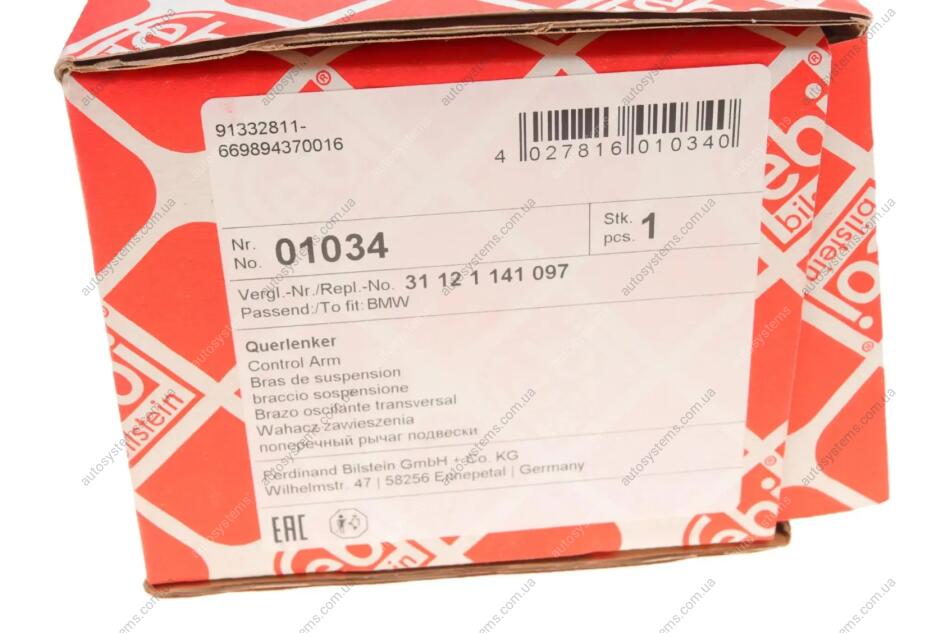 91332811-
669894370016
4 027816 010340
Nr.
No. 01034
Stk.
pcs. 1
Vergl.-Nr./Repl.-No. 31 12 1 141 097
Passend:/To fit: BMW
Querlenker
Control Arm
Bras de suspension
braccio sospensione
Brazo oscilante transversal
Wahacz zawieszenia
поперечный рычаг подвески
Ferdinand Bilstein GmbH + Co. KG
Wilhelmstr. 47 | 58256 Ennepetal | Germany
EAC
febi
bilstein
autosystems.com.ua